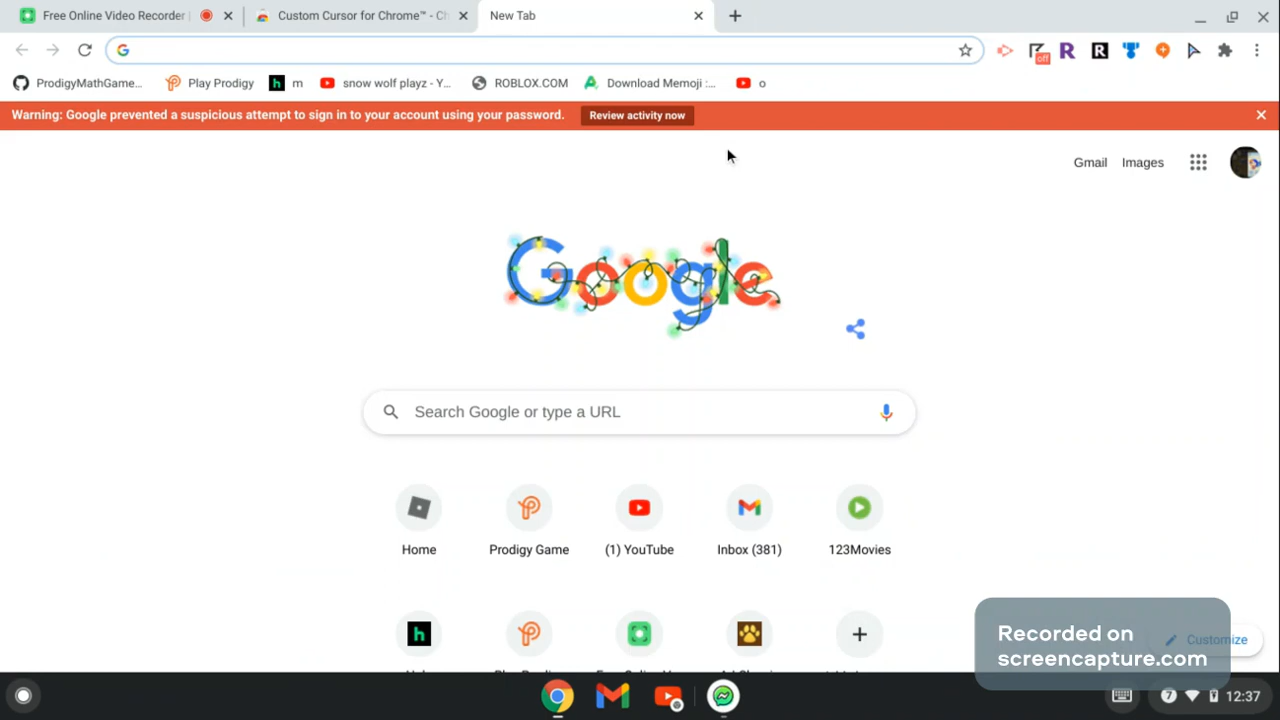 Free Online Video Recorder
Custom Cursor for Chrome™ - Ch
New Tab
off
R
R
ProdigyMathGame...
Play Prodigy
h
m
snow wolf playz - Y...
ROBLOX.COM
Download Memoji :...
o
Warning: Google prevented a suspicious attempt to sign in to your account using your password.
Review activity now
Gmail
Images
Google
Search Google or type a URL
Home
Prodigy Game
(1) YouTube
Inbox (381)
123Movies
h
Customize
Recorded on
screencapture.com
7
12:37